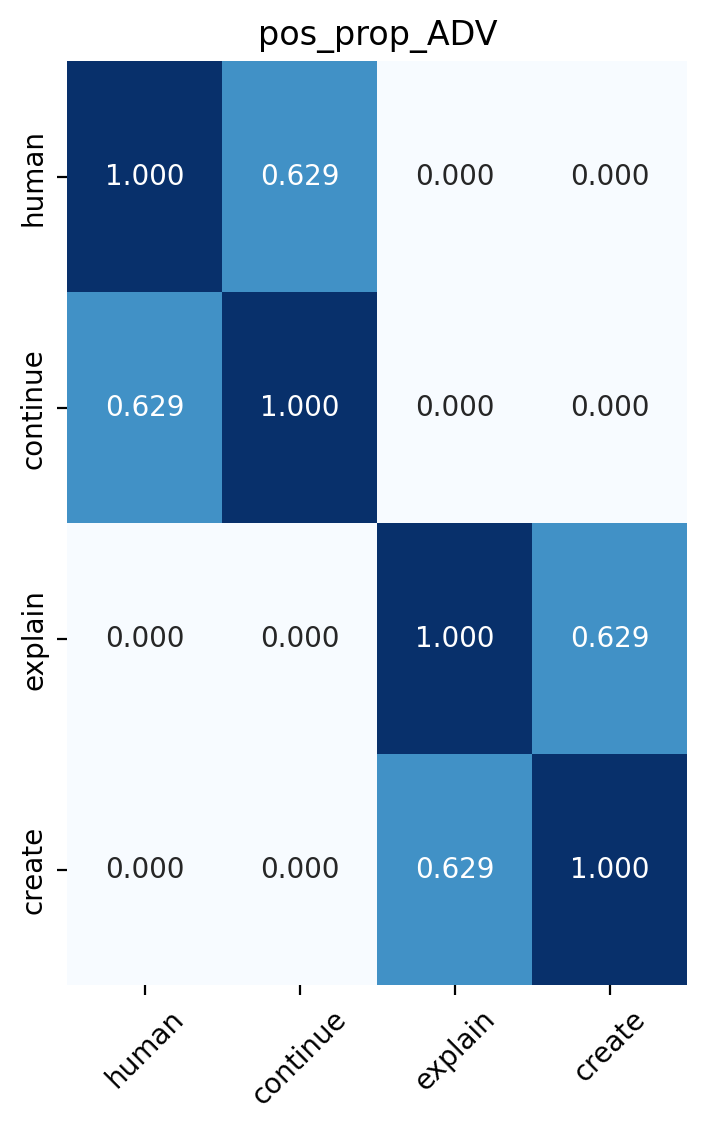 pos_prop_ADV
human 1.000 0.629 0.000 0.000
continue 0.629 1.000 0.000 0.000
explain 0.000 0.000 1.000 0.629
create 0.000 0.000 0.629 1.000
human continue explain create